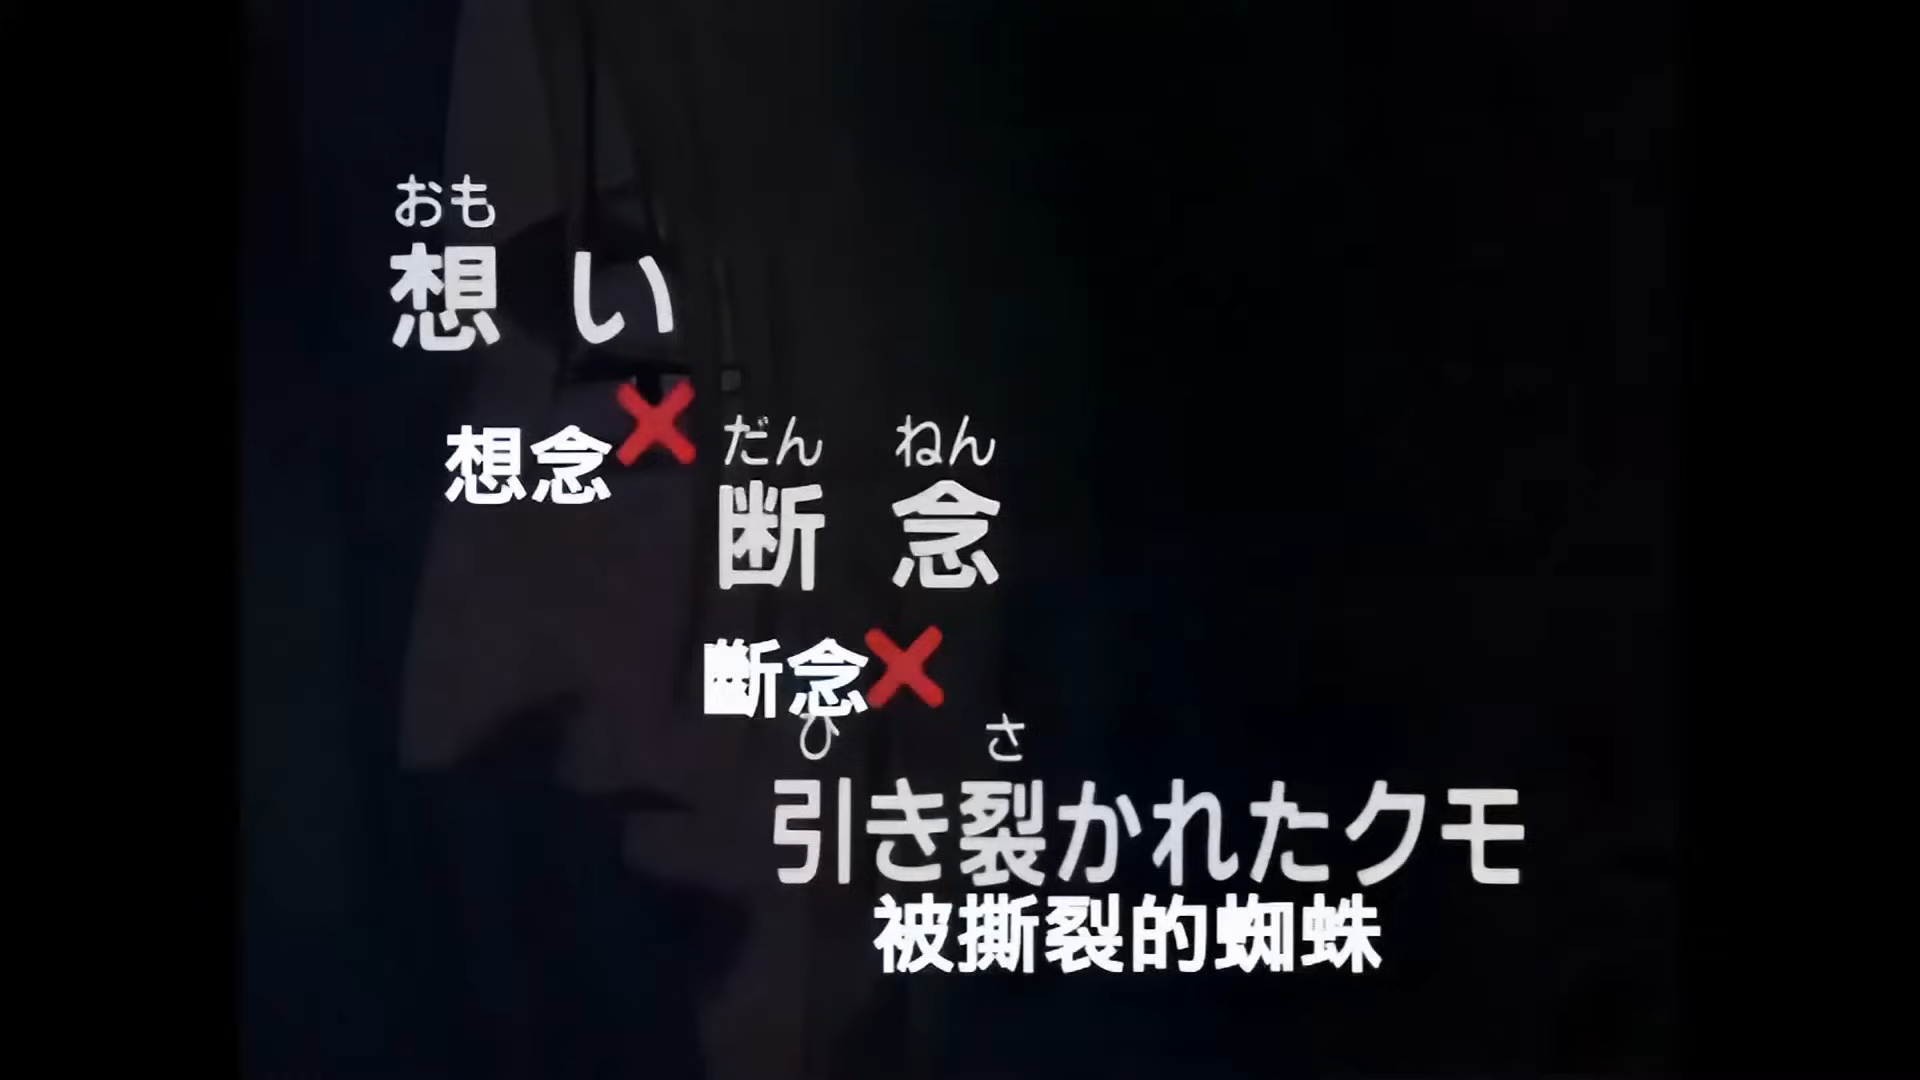 おも
想い
想念❌
だんねん
断念
斷念❌
ひ さ
引き裂かれたクモ
被撕裂的蜘蛛